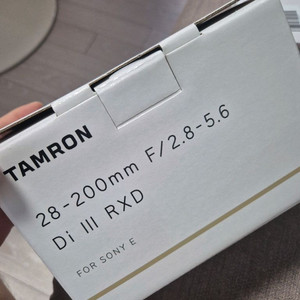 TAMRON
28-200mm F/2.8-5.6
Di III RXD
FOR SONY E